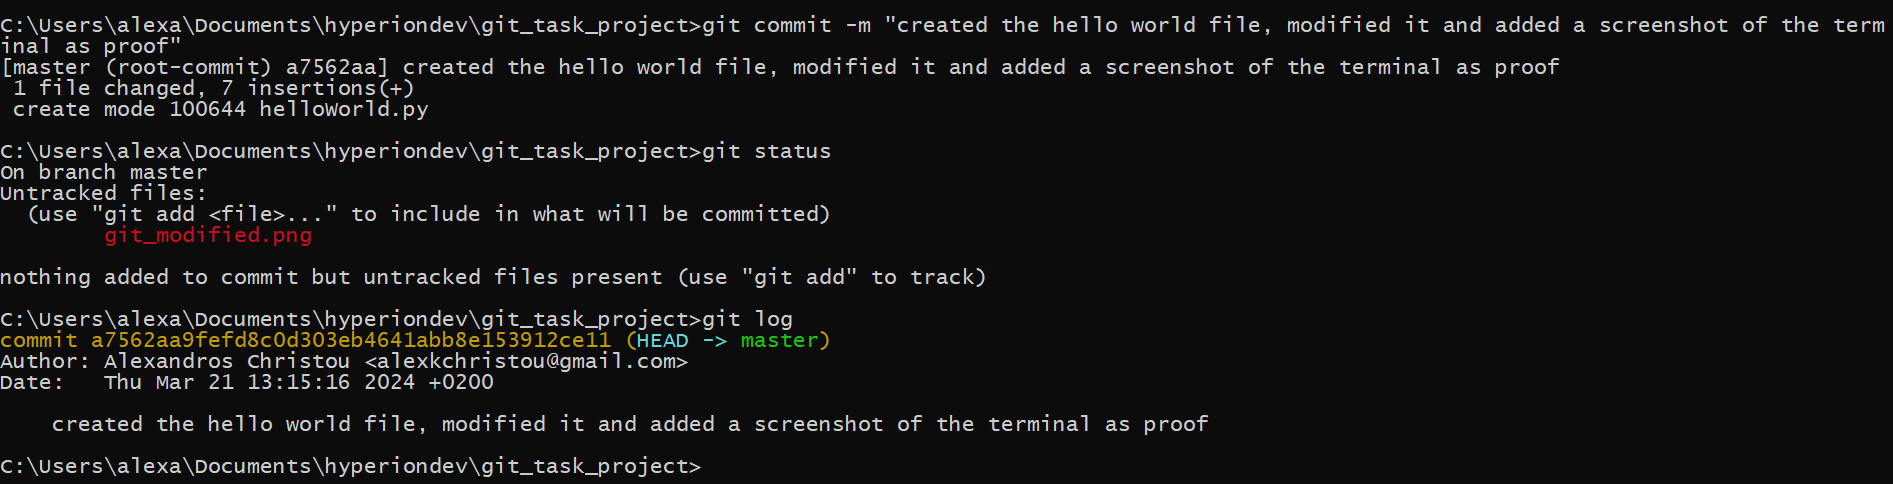 C:\Users\alexa\Documents\hyperiondev\git_task_project>git commit -m "created the hello world file, modified it and added a screenshot of the term
inal as proof"
[master (root-commit) a7562aa] created the hello world file, modified it and added a screenshot of the terminal as proof
 1 file changed, 7 insertions(+)
 create mode 100644 helloworld.py
C:\Users\alexa\Documents\hyperiondev\git_task_project>git status
On branch master
Untracked files:
  (use "git add <file>..." to include in what will be committed)
        git_modified.png
nothing added to commit but untracked files present (use "git add" to track)
C:\Users\alexa\Documents\hyperiondev\git_task_project>git log
commit a7562aa9fefd8c0d303eb4641abb8e153912ce11 (HEAD -> master)
Author: Alexandros Christou <alexkchristou@gmail.com>
Date:   Thu Mar 21 13:15:16 2024 +0200
    created the hello world file, modified it and added a screenshot of the terminal as proof
C:\Users\alexa\Documents\hyperiondev\git_task_project>